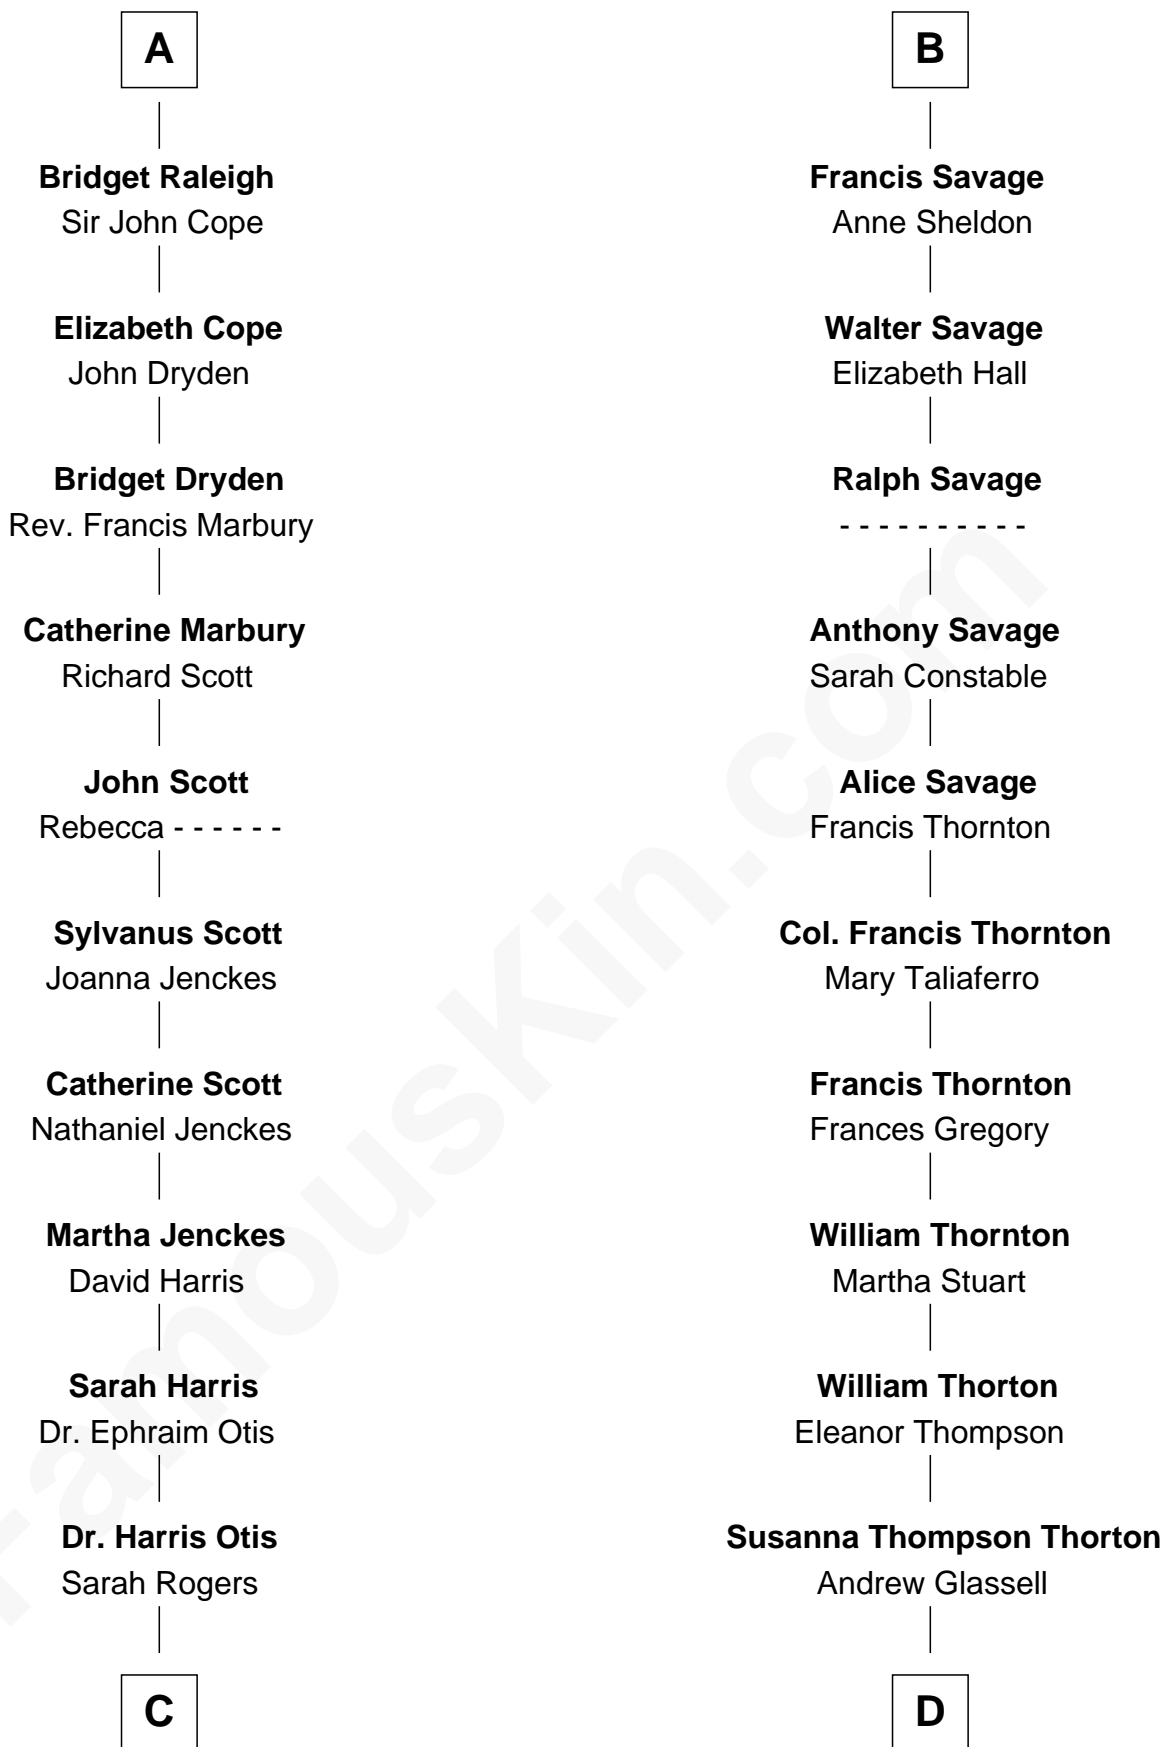 A
Bridget Raleigh
Sir John Cope
Elizabeth Cope
John Dryden
Bridget Dryden
Rev. Francis Marbury
Catherine Marbury
Richard Scott
John Scott
Rebecca - - - - - -
Sylvanus Scott
Joanna Jenckes
Catherine Scott
Nathaniel Jenckes
Martha Jenckes
David Harris
Sarah Harris
Dr. Ephraim Otis
Dr. Harris Otis
Sarah Rogers
C
B
Francis Savage
Anne Sheldon
Walter Savage
Elizabeth Hall
Ralph Savage
- - - - - - - - - -
Anthony Savage
Sarah Constable
Alice Savage
Francis Thornton
Col. Francis Thornton
Mary Taliaferro
Francis Thornton
Frances Gregory
William Thornton
Martha Stuart
William Thorton
Eleanor Thompson
Susanna Thompson Thorton
Andrew Glassell
D
FamousKin.com